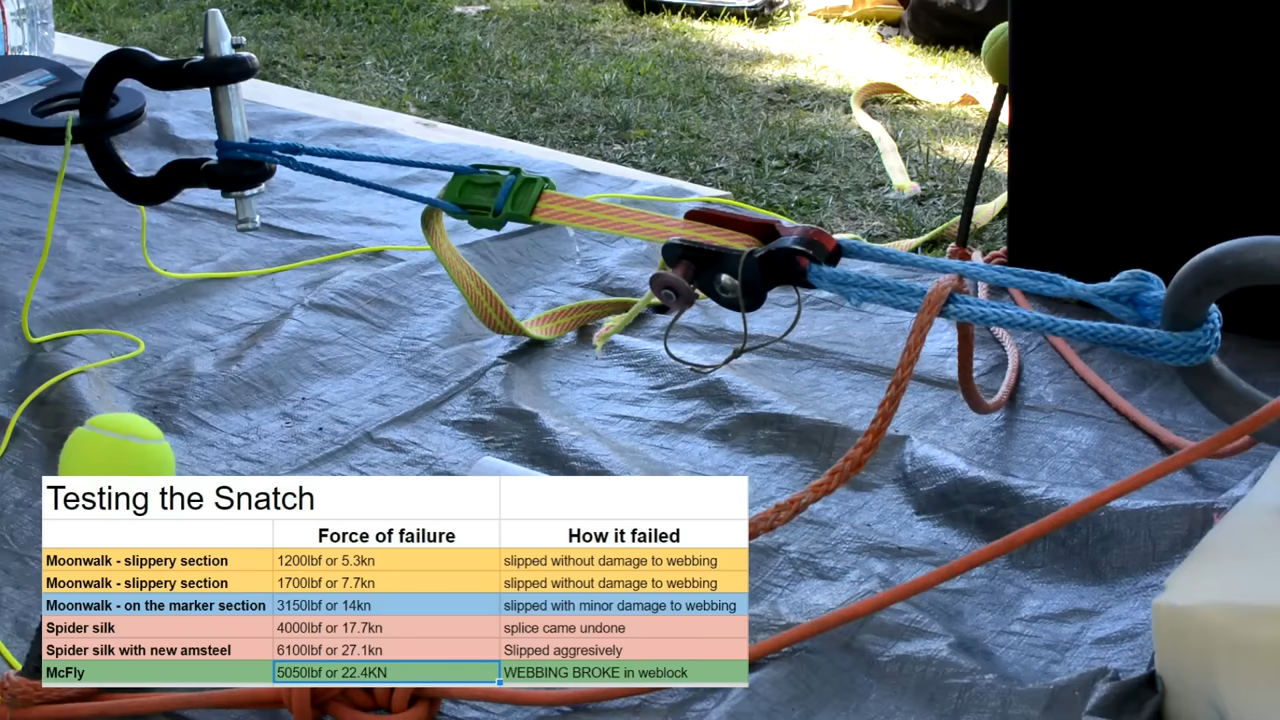 Testing the Snatch
Force of failure How it failed
Moonwalk - slippery section 1200lbf or 5.3kn slipped without damage to webbing
Moonwalk - slippery section 1700lbf or 7.7kn slipped without damage to webbing
Moonwalk - on the marker section 3150lbf or 14kn slipped with minor damage to webbing
Spider silk 4000lbf or 17.7kn splice came undone
Spider silk with new amsteel 6100lbf or 27.1kn Slipped aggresively
McFly 5050lbf or 22.4KN WEBBING BROKE in weblock